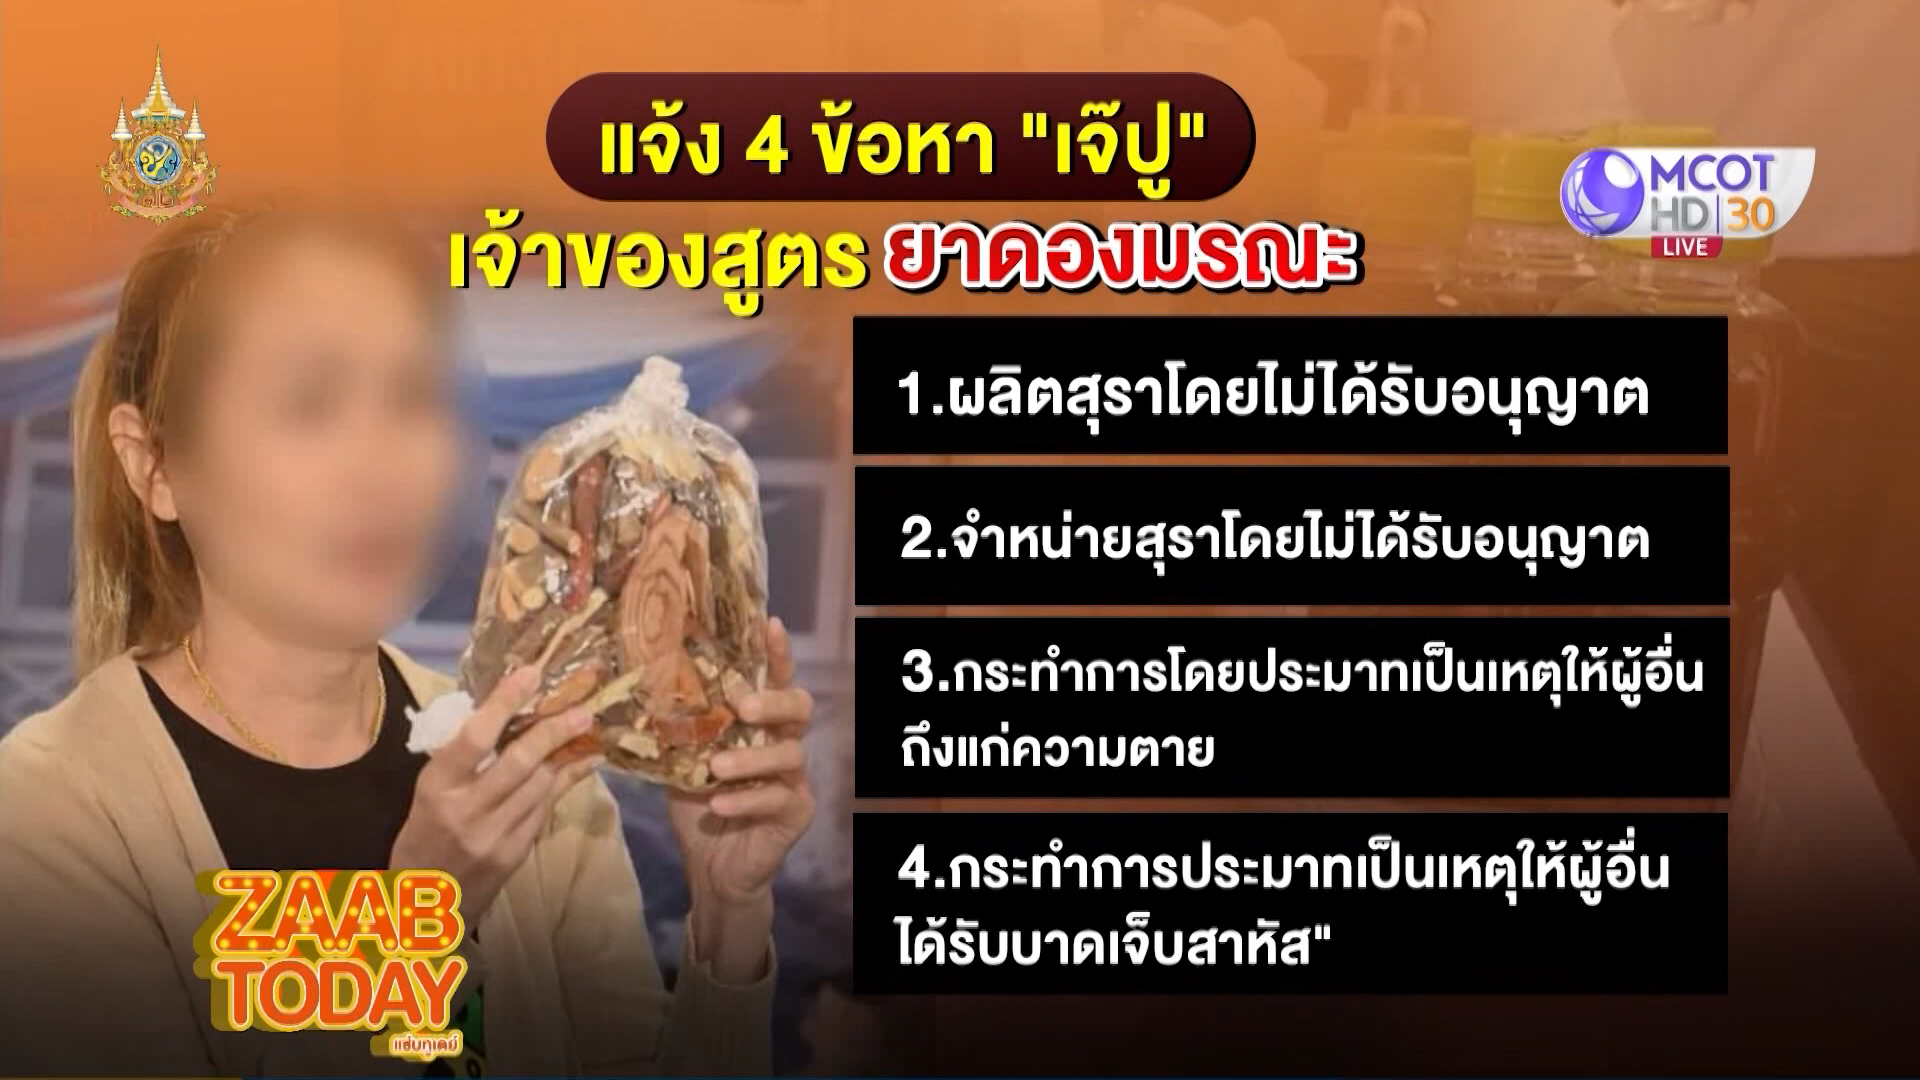 แจ้ง 4 ข้อหา "เจ๊ปู"
เจ้าของสูตร ยาดองมรณะ
MCOT
HD 30
LIVE
1.ผลิตสุราโดยไม่ได้รับอนุญาต
2.จำหน่ายสุราโดยไม่ได้รับอนุญาต
3.กระทำการโดยประมาทเป็นเหตุให้ผู้อื่น
ถึงแก่ความตาย
4.กระทำการประมาทเป็นเหตุให้ผู้อื่น
ได้รับบาดเจ็บสาหัส"
ZAAB
TODAY
แซ่บทูเดย์